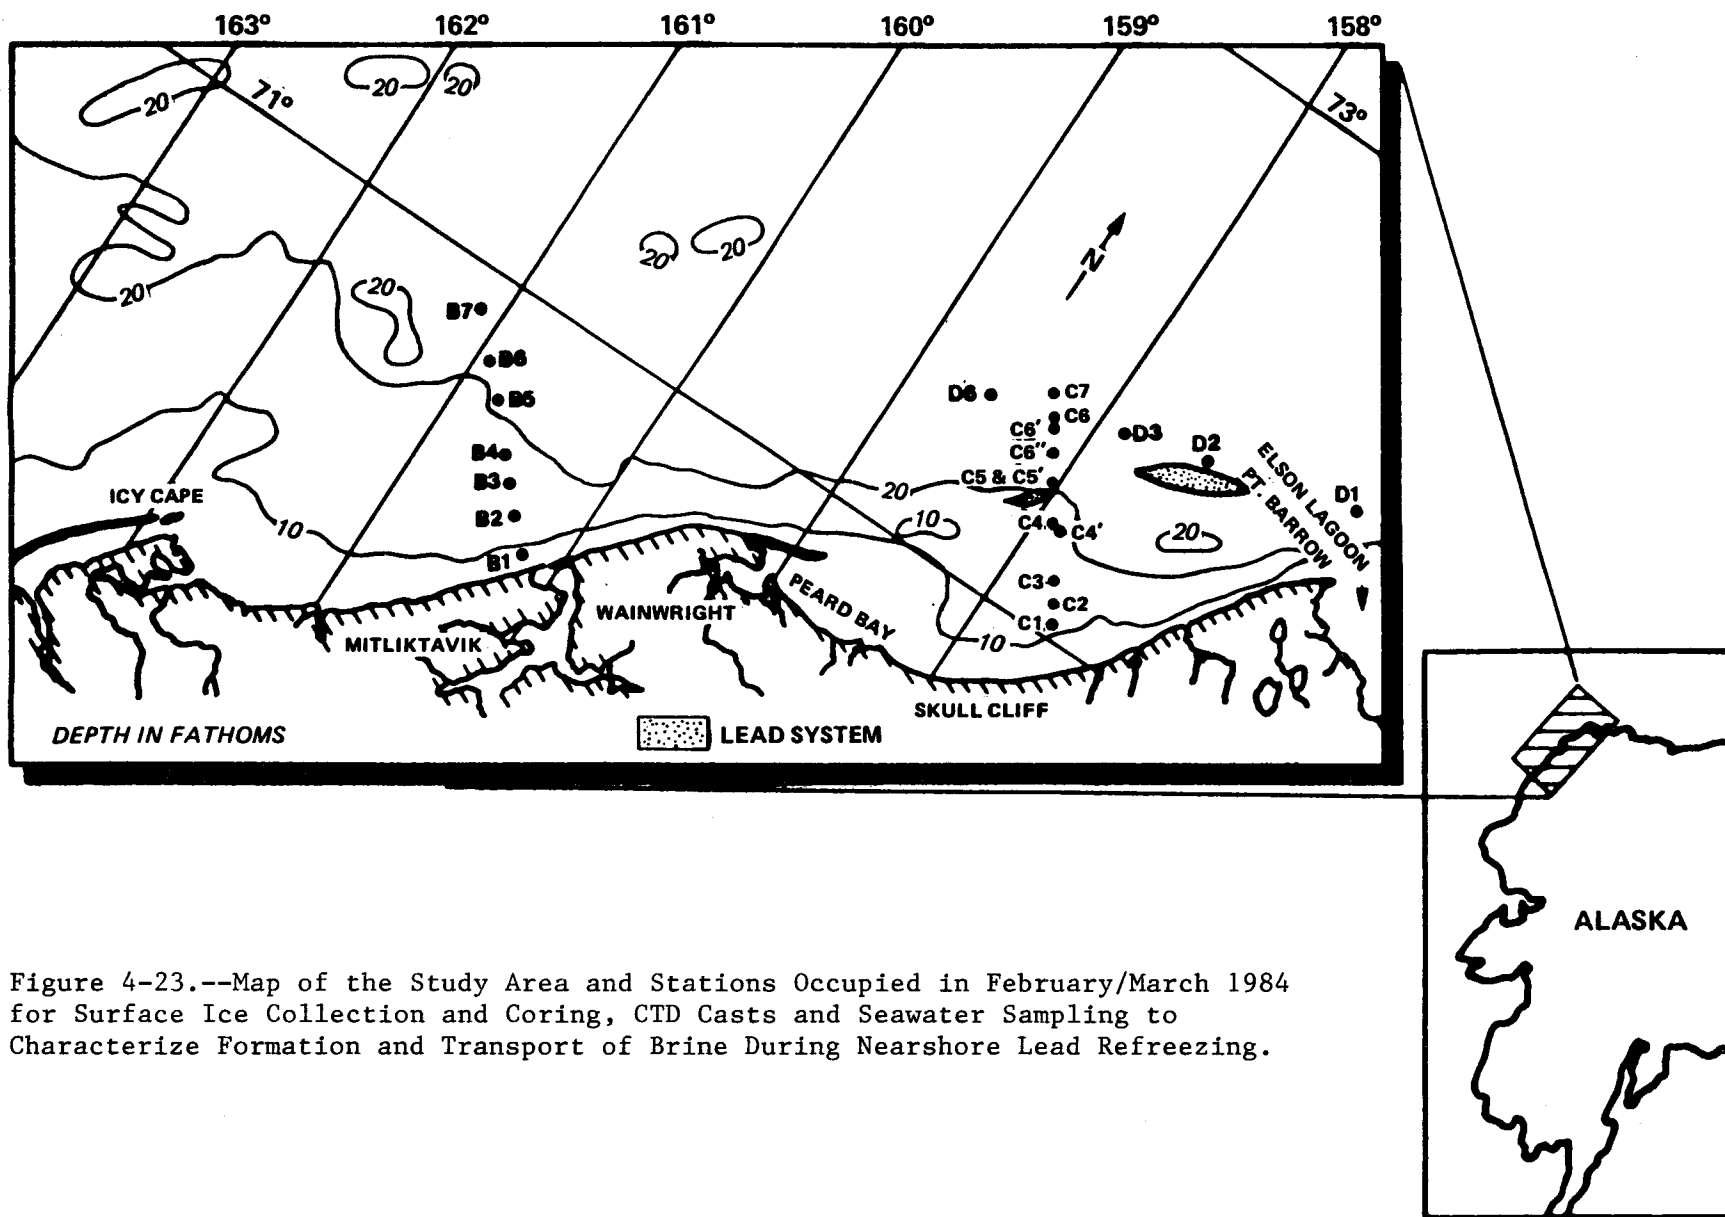 163° 162° 161° 160° 159° 158°
71°
73°
20
20
20
20
20
20
20
N
B7
B6
B5
B4
B3
B2
B1
D6
C7
C6
C6'
C6"
C5 & C5'
C4
C4'
C3
C2
C1
D3
D2
D1
20
10
20
10
10
ICY CAPE
ELSON LAGOON
PT. BARROW
PEARD BAY
WAINWRIGHT
MITLIKTAVIK
SKULL CLIFF
DEPTH IN FATHOMS
LEAD SYSTEM
ALASKA
Figure 4-23.--Map of the Study Area and Stations Occupied in February/March 1984
for Surface Ice Collection and Coring, CTD Casts and Seawater Sampling to
Characterize Formation and Transport of Brine During Nearshore Lead Refreezing.